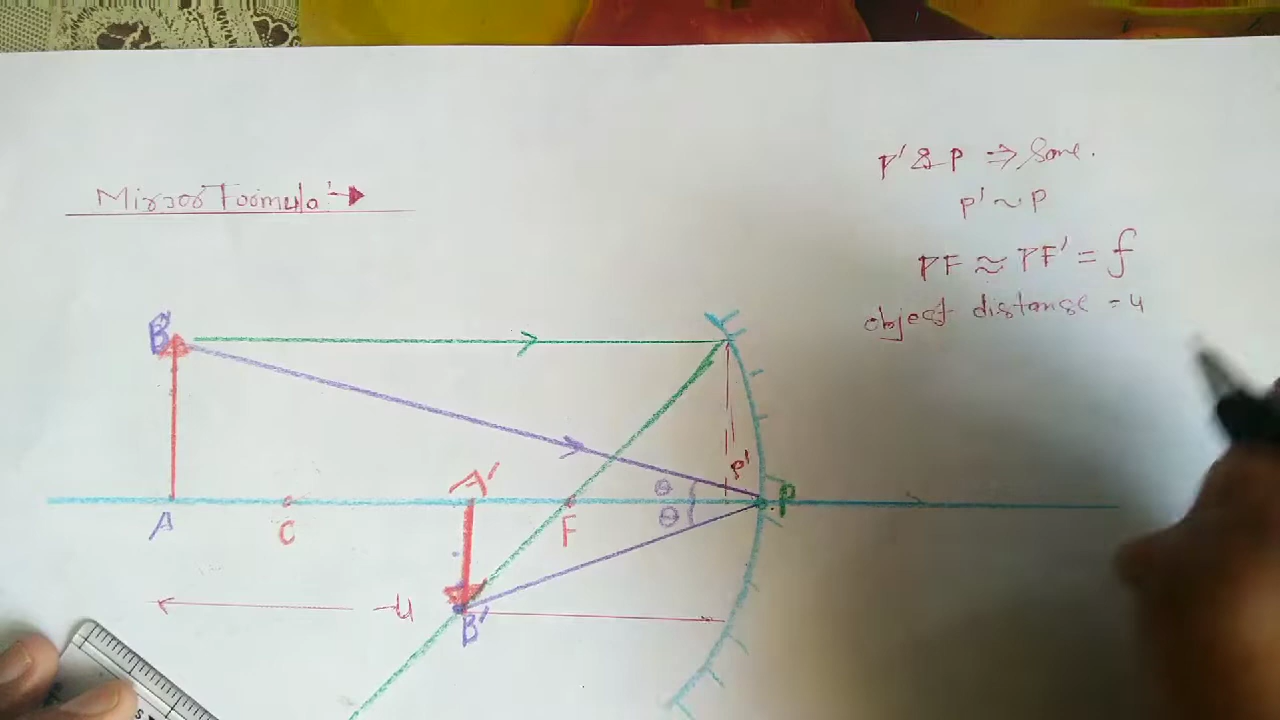 Mirror Formula :→
P' & P ⇒ Same.
P' ~ P
PF ≈ PF' = f
object distance = u
B
P'
A'
θ
P
A
C
F
θ
-u
B'